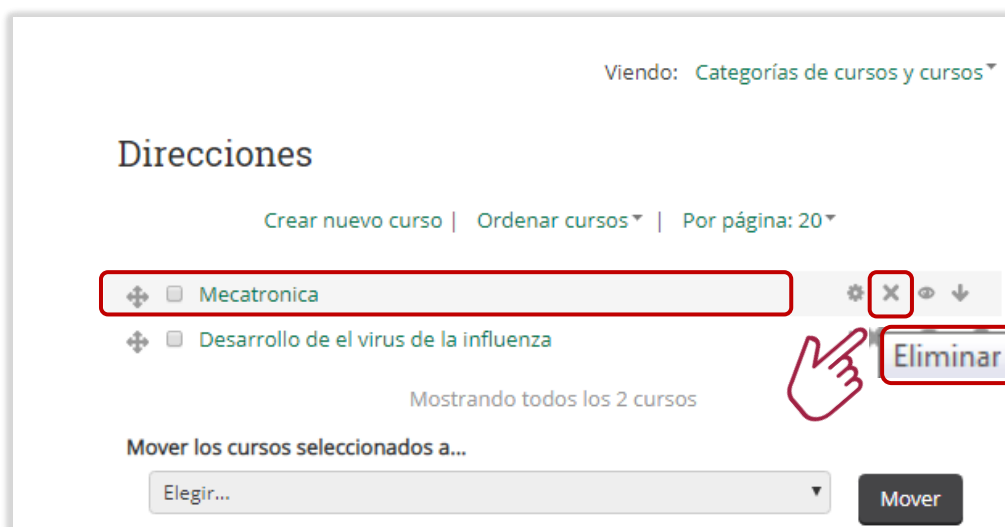 Viendo: Categorías de cursos y cursos
Direcciones
Crear nuevo curso | Ordenar cursos | Por página: 20
Mecatronica
Desarrollo de el virus de la influenza
Eliminar
Mostrando todos los 2 cursos
Mover los cursos seleccionados a...
Elegir...
Mover